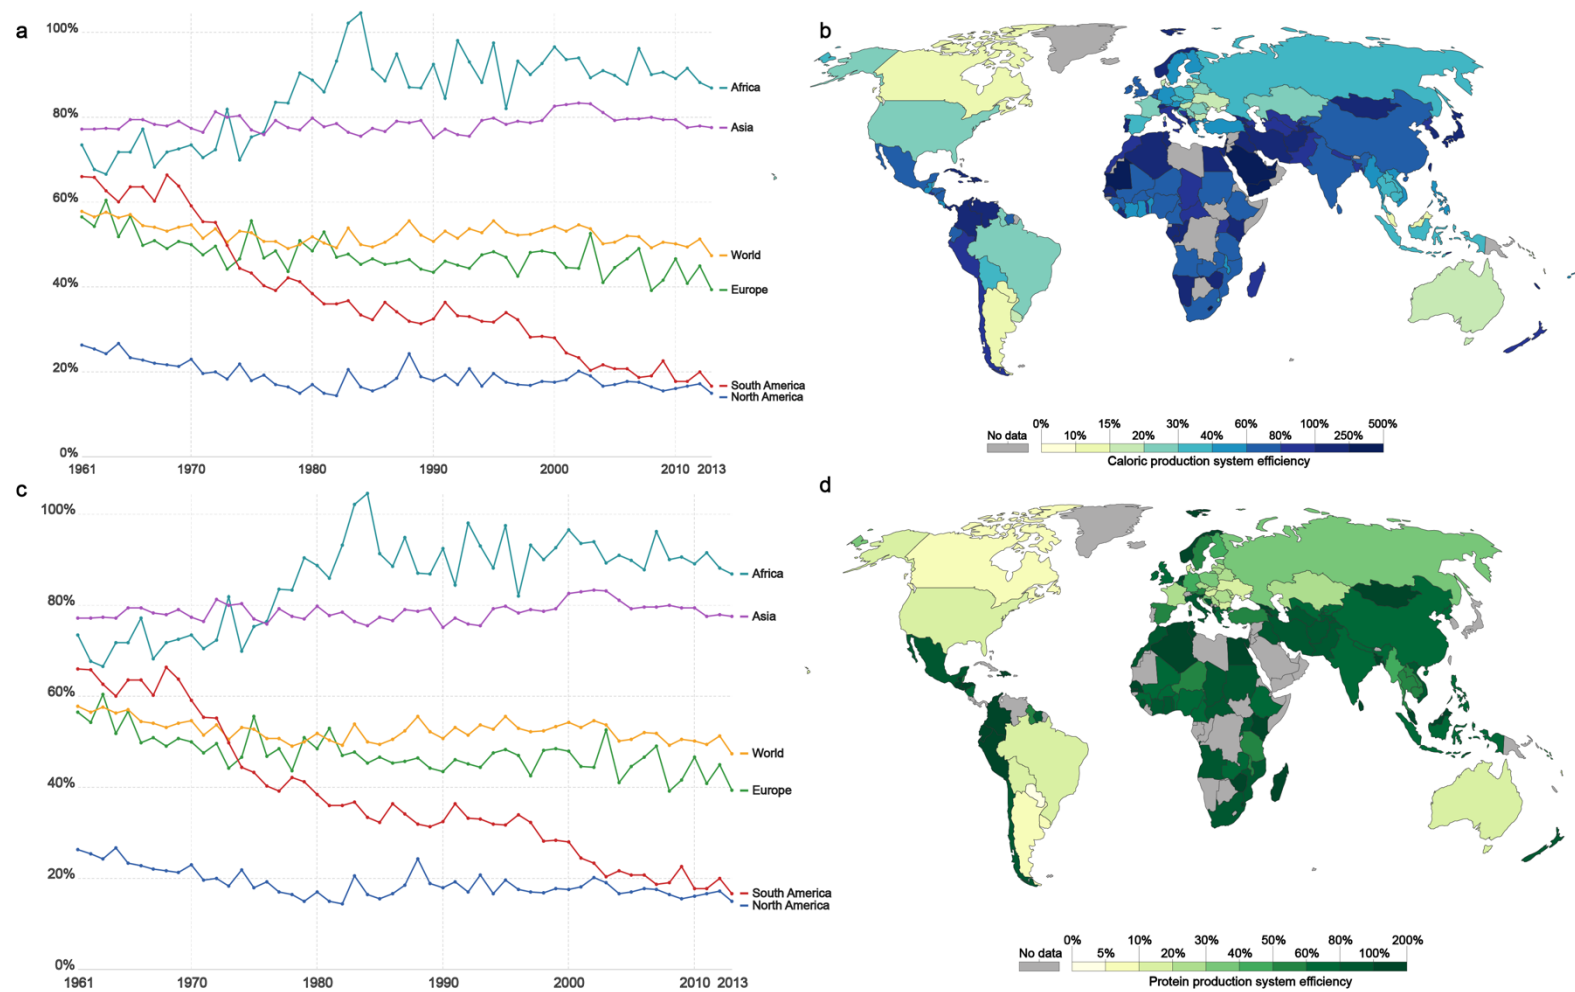 a
100%
80%
60%
40%
20%
0%
Africa
Asia
World
Europe
South America
North America
1961
1970
1980
1990
2000
2010
2013
b
0%
15%
30%
60%
100%
500%
No data
10%
20%
40%
80%
250%
Caloric production system efficiency
c
100%
80%
60%
40%
20%
0%
Africa
Asia
World
Europe
South America
North America
1961
1970
1980
1990
2000
2010
2013
d
0%
10%
30%
50%
80%
200%
No data
5%
20%
40%
60%
100%
Protein production system efficiency